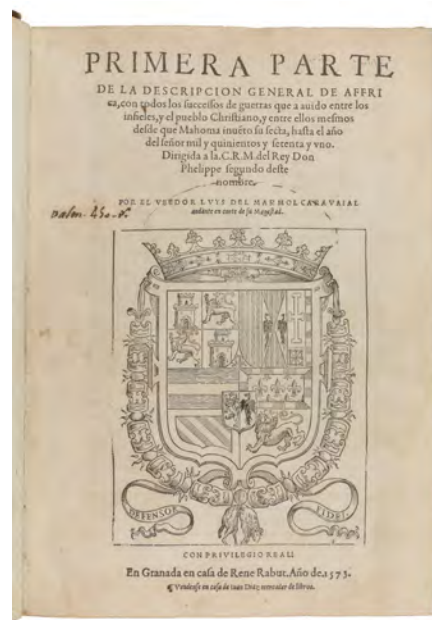 PRIMERA PARTE
DE LA DESCRIPCION GENERAL DE AFFRI
ca, con todos los successos de guerras que a auido entre los
infieles, y el pueblo Christiano, y entre ellos mesmos
desde que Mahoma inuẽto su secta, hasta el año
del señor mil y quinientos y setenta y vno.
Dirigida a la.C.R.M.del Rey Don
Phelippe segundo deste
nombre.
POR EL VEEDOR LVIS DEL MARMOL CARAVAIAL
andante en corte de su Magestad.
DEFENSOR
FIDEI.
CON PRIVILEGIO REAL
En Granada en casa de Rene Rabut. Año de.1573.
Vendense en casa de Iuan Diaz mercader de libros.